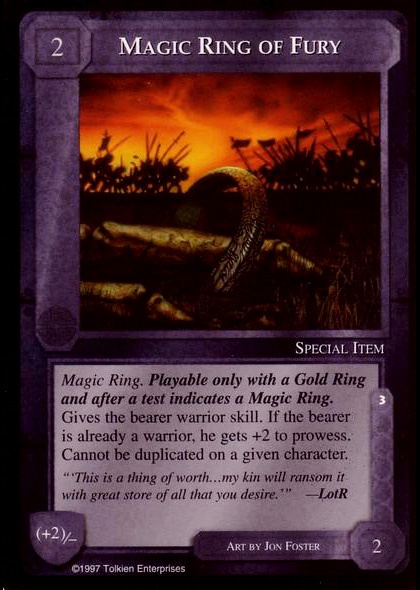 2
MAGIC RING OF FURY
SPECIAL ITEM
Magic Ring. Playable only with a Gold Ring
and after a test indicates a Magic Ring.
Gives the bearer warrior skill. If the bearer
is already a warrior, he gets +2 to prowess.
Cannot be duplicated on a given character.
“‘This is a thing of worth...my kin will ransom it
with great store of all that you desire.’” —LotR
3
(+2)/–
ART BY JON FOSTER
2
©1997 Tolkien Enterprises